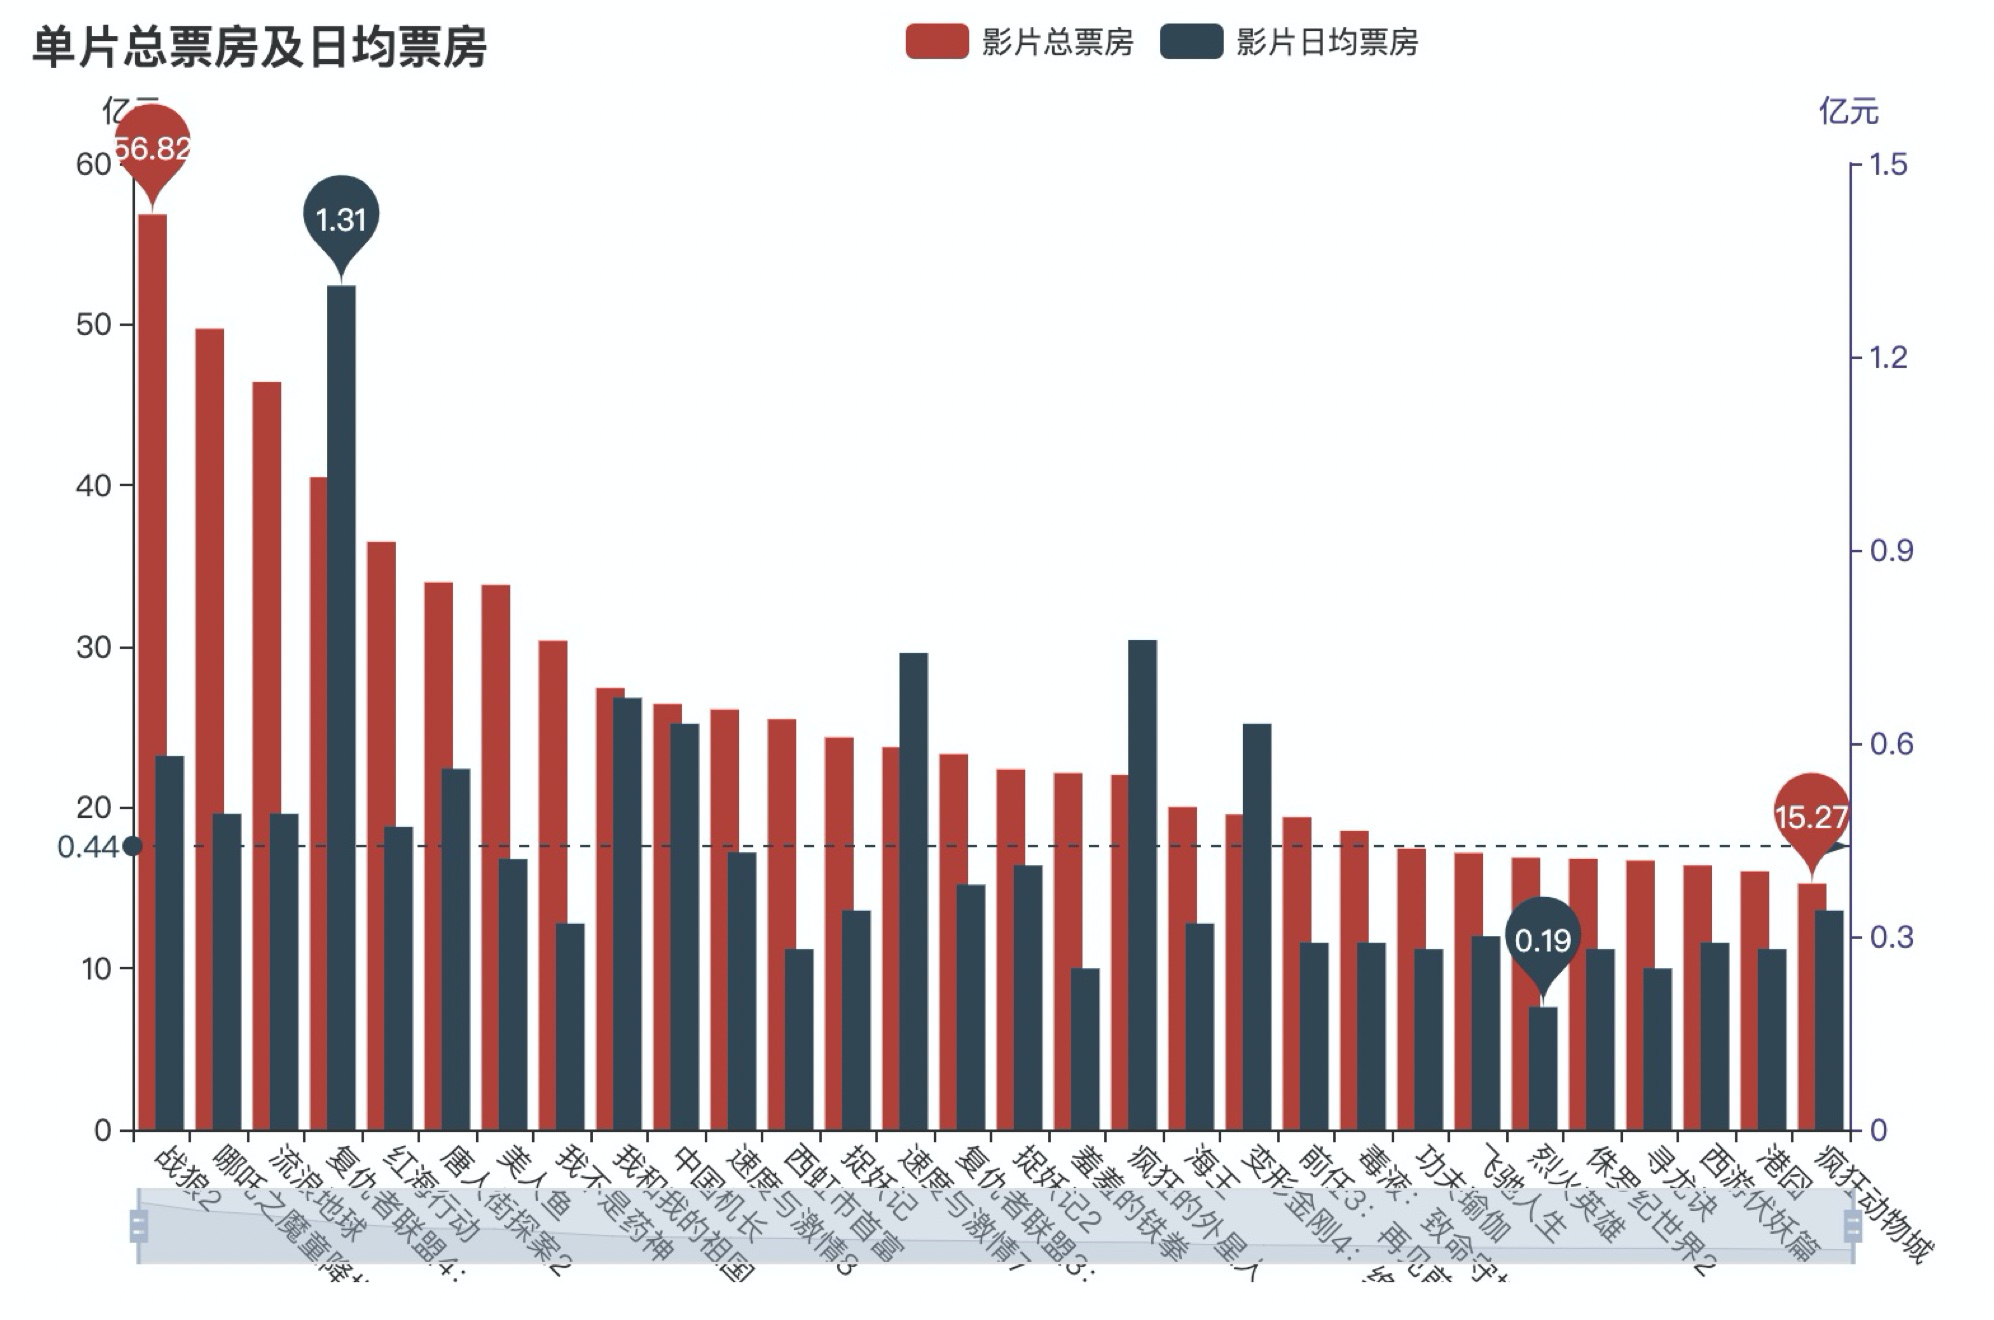 单片总票房及日均票房
影片总票房
影片日均票房
亿
亿元
56.82
1.31
60
50
40
30
20
10
0
0.44
1.5
1.2
0.9
0.6
0.3
0
15.27
0.19
战狼2
哪吒之魔童降
流浪地球
复仇者联盟4：
红海行动
唐人街探案2
美人鱼
我不是药神
我和我的祖国
中国机长
速度与激情8
西虹市首富
捉妖记
速度与激情7
复仇者联盟3：
捉妖记2
羞羞的铁拳
疯狂的外星人
海王
变形金刚4：绝
前任3：再见前
毒液：致命守
功夫瑜伽
飞驰人生
烈火英雄
侏罗纪世界2
寻龙诀
西游伏妖篇
港囧
疯狂动物城